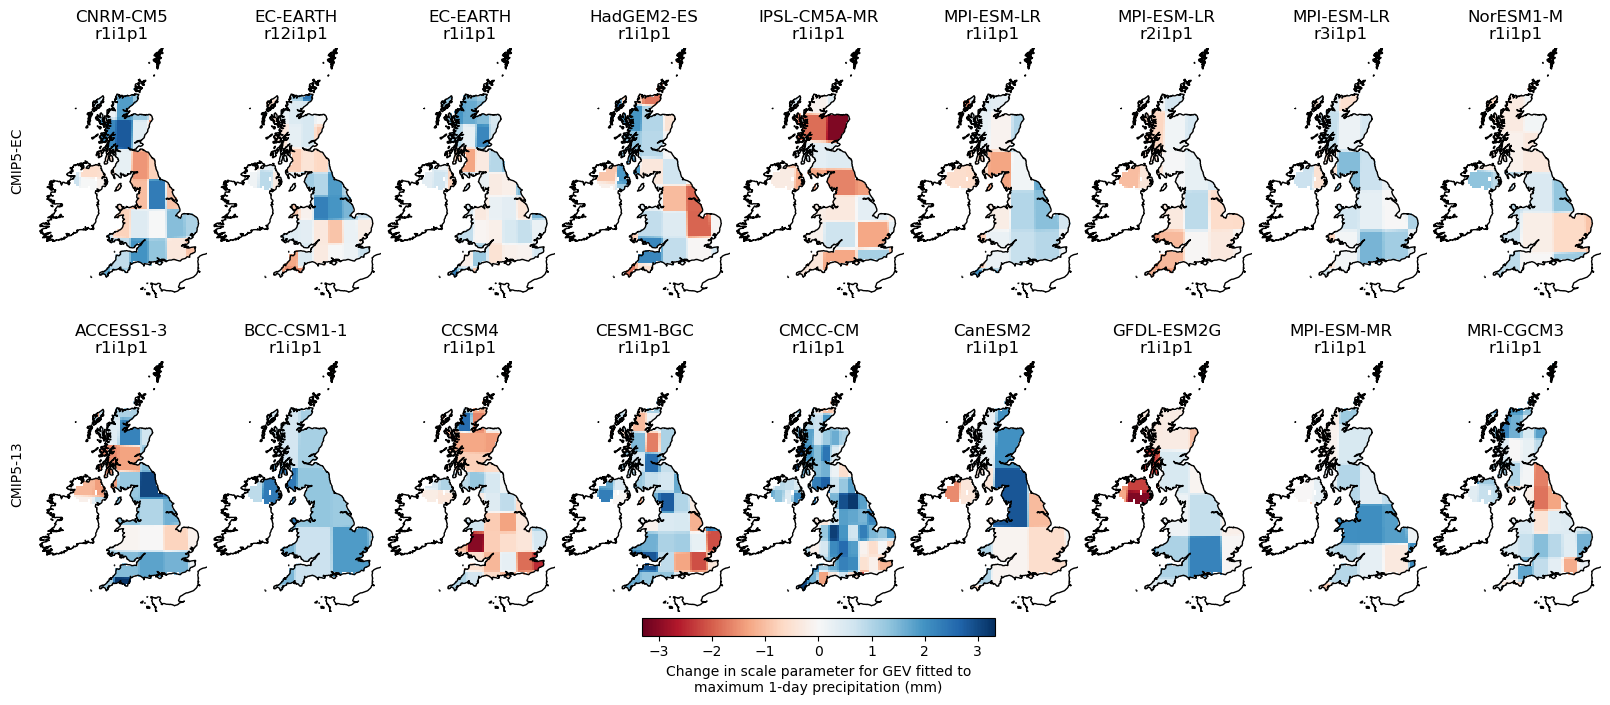 CNRM-CM5
r1i1p1
EC-EARTH
r12i1p1
EC-EARTH
r1i1p1
HadGEM2-ES
r1i1p1
IPSL-CM5A-MR
r1i1p1
MPI-ESM-LR
r1i1p1
MPI-ESM-LR
r2i1p1
MPI-ESM-LR
r3i1p1
NorESM1-M
r1i1p1
CMIP5-EC
ACCESS1-3
r1i1p1
BCC-CSM1-1
r1i1p1
CCSM4
r1i1p1
CESM1-BGC
r1i1p1
CMCC-CM
r1i1p1
CanESM2
r1i1p1
GFDL-ESM2G
r1i1p1
MPI-ESM-MR
r1i1p1
MRI-CGCM3
r1i1p1
CMIP5-13
−3 −2 −1 0 1 2 3
Change in scale parameter for GEV fitted to
maximum 1-day precipitation (mm)